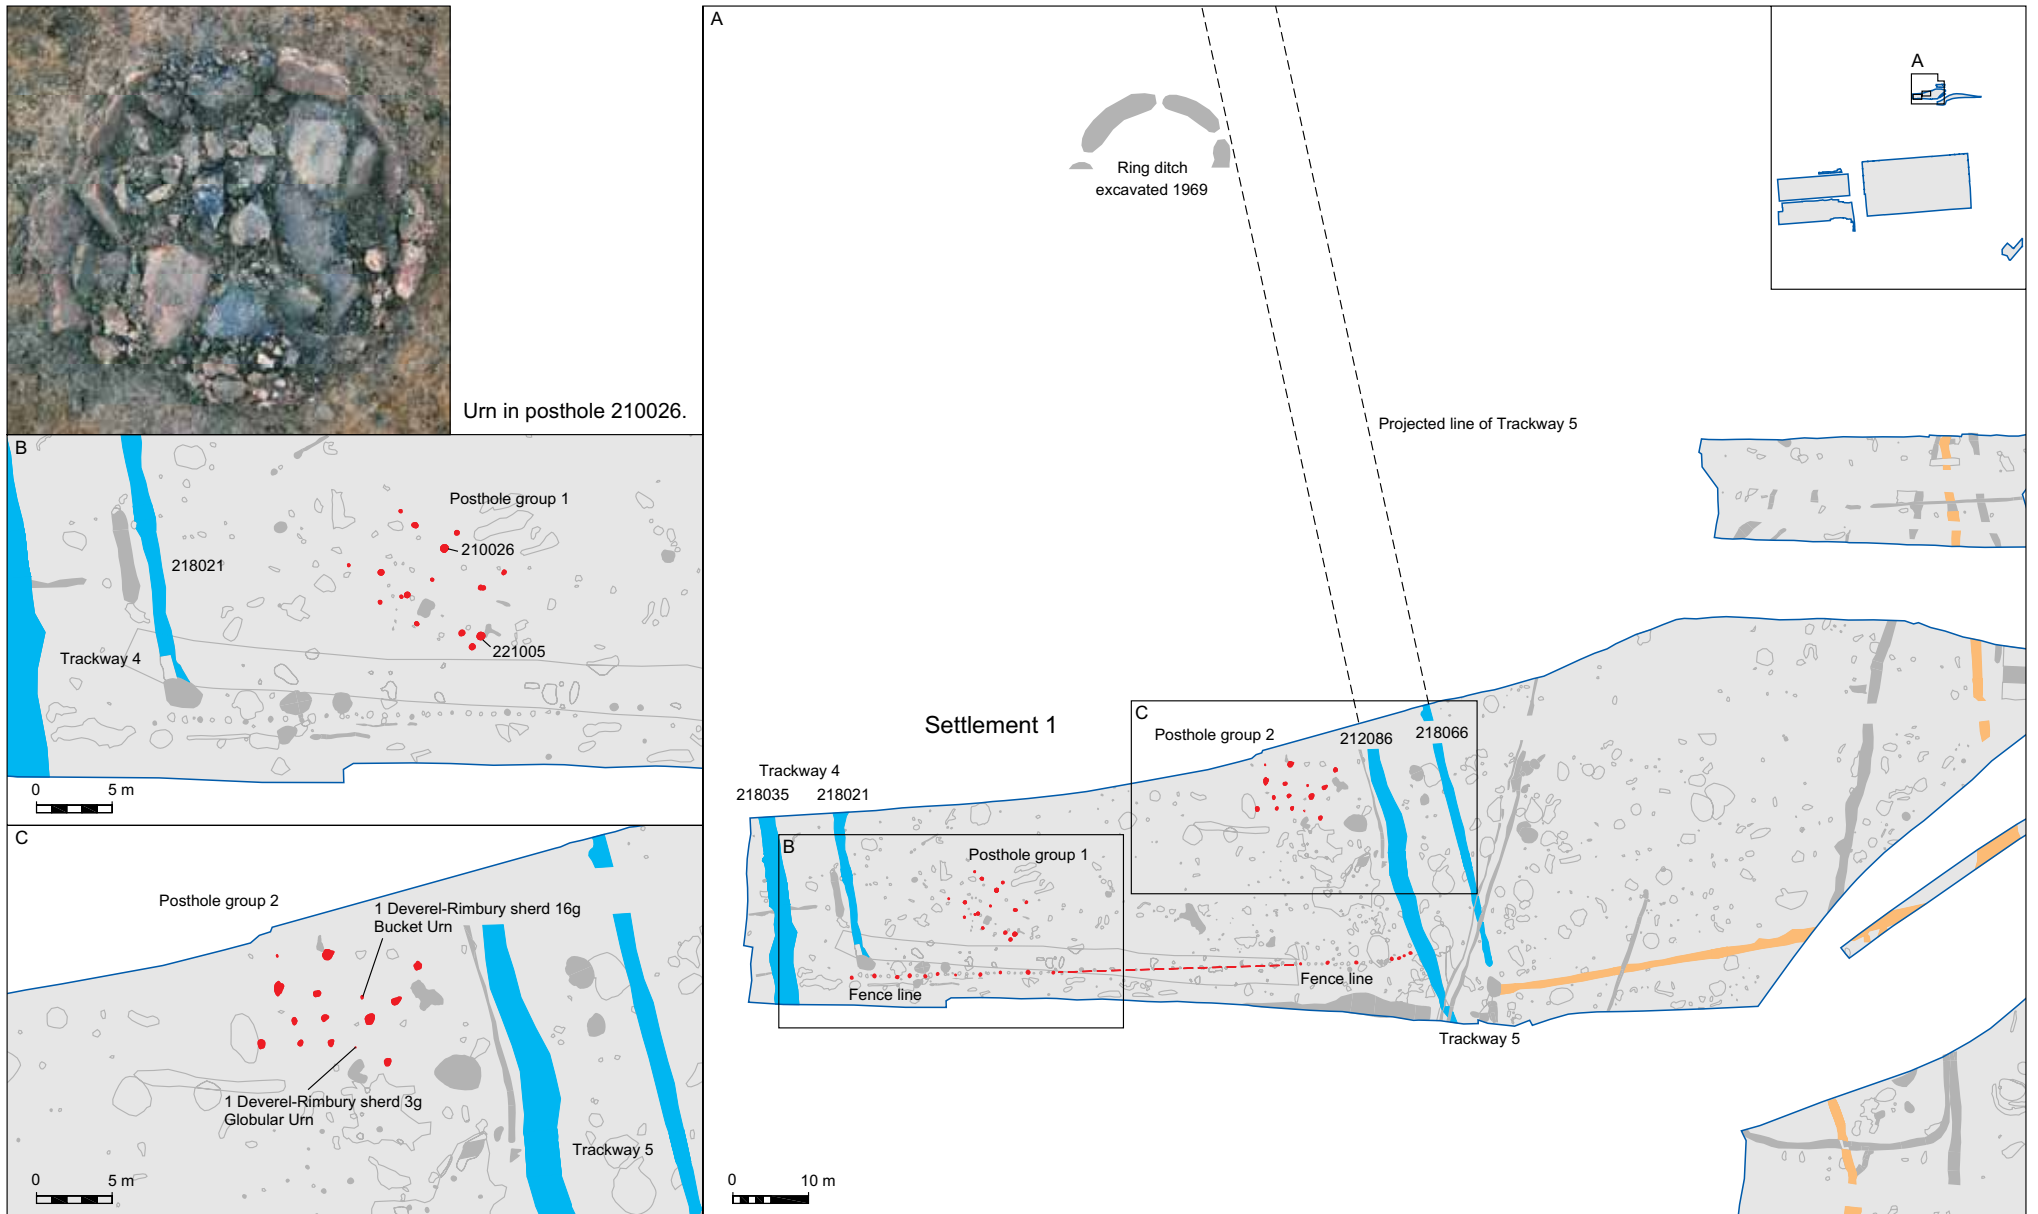 Urn in posthole 210026.
B
Posthole group 1
210026
218021
221005
Trackway 4
0 5 m
C
Posthole group 2
1 Deverel-Rimbury sherd 16g
Bucket Urn
1 Deverel-Rimbury sherd 3g
Globular Urn
Trackway 5
0 5 m
A
A
Ring ditch
excavated 1969
Projected line of Trackway 5
Settlement 1
C
Posthole group 2
212086
218066
Trackway 4
218035
218021
B
Posthole group 1
Fence line
Fence line
Trackway 5
0 10 m